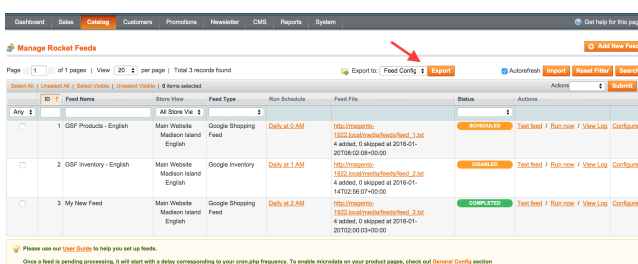 Dashboard Sales Catalog Customers Promotions Newsletter CMS Reports System Get help for this pag
Manage Rocket Feeds Add New Feed
Page 1 of 1 pages | View 20 per page | Total 3 records found Export to: Feed Config Export Autorefresh Import Reset Filter Search
Select All | Unselect All | Select Visible | Unselect Visible | 0 items selected Actions Submit
ID Feed Name Store View Feed Type Run Schedule Feed File Status Actions
Any All Store Vie
1 GSF Products - English Main Website Google Shopping Daily at 0 AM http://magento- SCHEDULED Test feed / Run now / View Log Configure
Madison Island Feed 1922.local/media/feeds/feed_1.txt
English 4 added, 0 skipped at 2016-01-
20T08:02:08+00:00
2 GSF Inventory - English Main Website Google Inventory Daily at 1 AM http://magento- DISABLED Test feed / Run now / View Log Configure
Madison Island 1922.local/media/feeds/feed_2.txt
English 4 added, 0 skipped at 2016-01-
14T02:56:07+00:00
3 My New Feed Main Website Google Shopping Daily at 2 AM http://magento- COMPLETED Test feed / Run now / View Log Configure
Madison Island Feed 1922.local/media/feeds/feed_3.txt
English 4 added, 0 skipped at 2016-01-
20T02:00:03+00:00
Please use our User Guide to help you set up feeds.
Once a feed is pending processing, it will start with a delay corresponding to your cron.php frequency. To enable microdata on your product pages, check out General Config section